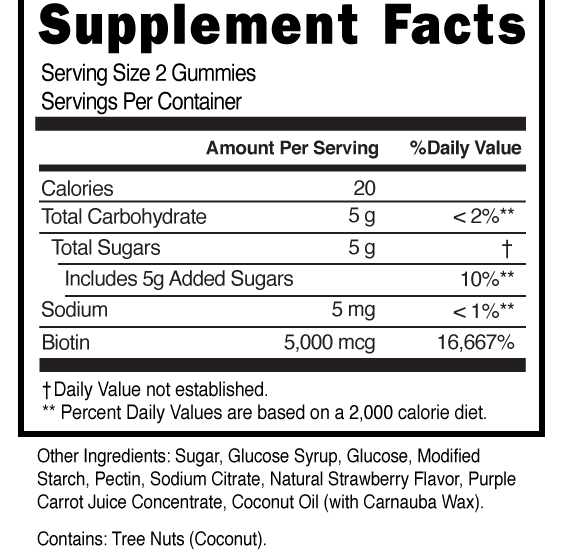 Supplement Facts
Serving Size 2 Gummies
Servings Per Container
Amount Per Serving %Daily Value
Calories 20
Total Carbohydrate 5 g < 2%**
Total Sugars 5 g †
Includes 5g Added Sugars 10%**
Sodium 5 mg < 1%**
Biotin 5,000 mcg 16,667%
†Daily Value not established.
** Percent Daily Values are based on a 2,000 calorie diet.
Other Ingredients: Sugar, Glucose Syrup, Glucose, Modified
Starch, Pectin, Sodium Citrate, Natural Strawberry Flavor, Purple
Carrot Juice Concentrate, Coconut Oil (with Carnauba Wax).
Contains: Tree Nuts (Coconut).